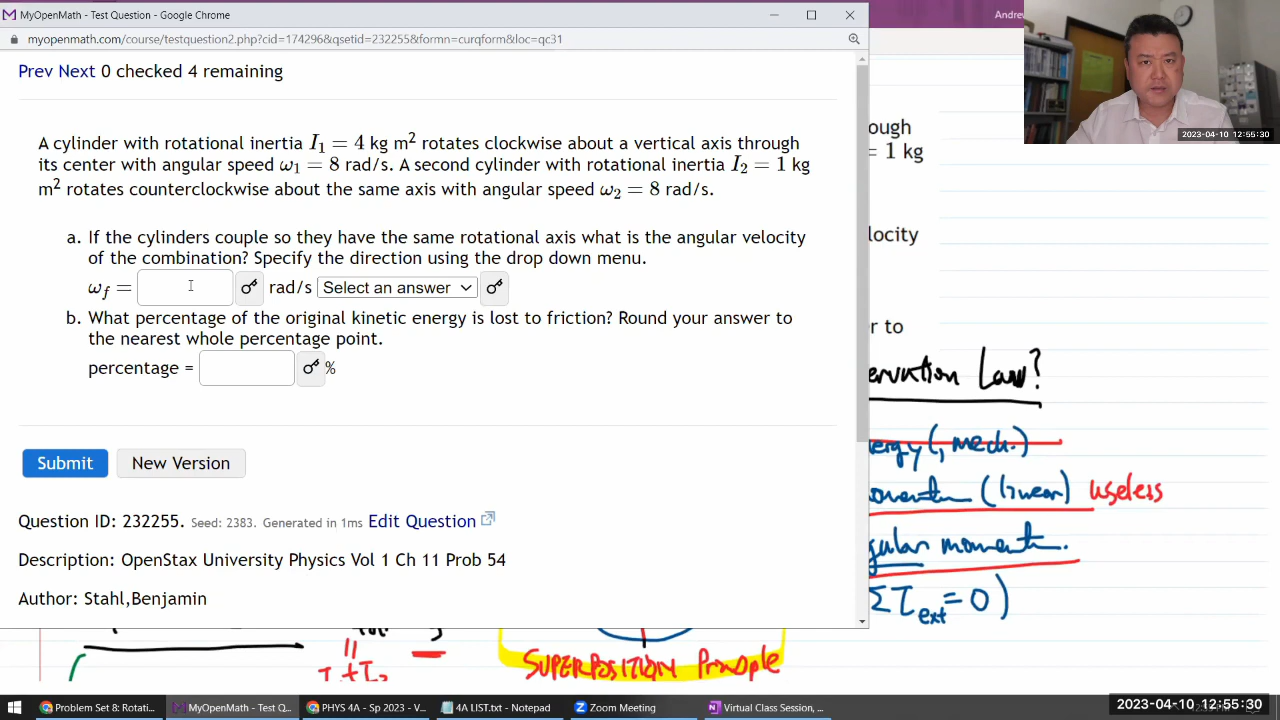 MyOpenMath - Test Question - Google Chrome
Andrew
myopenmath.com/course/testquestion2.php?cid=174296&qsetid=232255&formn=curqform&loc=qc31
Prev Next 0 checked 4 remaining
2023-04-10 12:55:30
A cylinder with rotational inertia I₁ = 4 kg m² rotates clockwise about a vertical axis through
its center with angular speed ω₁ = 8 rad/s. A second cylinder with rotational inertia I₂ = 1 kg
m² rotates counterclockwise about the same axis with angular speed ω₂ = 8 rad/s.
ough
= 1 kg
a. If the cylinders couple so they have the same rotational axis what is the angular velocity
of the combination? Specify the direction using the drop down menu.
locity
ω_f = rad/s Select an answer
b. What percentage of the original kinetic energy is lost to friction? Round your answer to
the nearest whole percentage point.
r to
percentage = %
ervation Law?
ergy (, mech.)
omentum (linear) useless
gular momentum.
Στ_ext = 0)
Submit New Version
Question ID: 232255. Seed: 2383. Generated in 1ms Edit Question
Description: OpenStax University Physics Vol 1 Ch 11 Prob 54
Author: Stahl,Benjamin
I₁+I₂
SUPERPOSITION Principle
Problem Set & Rotati...
MyOpenMath - Test Q...
PHYS 4A - Sp 2023 - V...
4A LIST.txt - Notepad
Zoom Meeting
Virtual Class Session, ...
2023-04-10 12:55:30